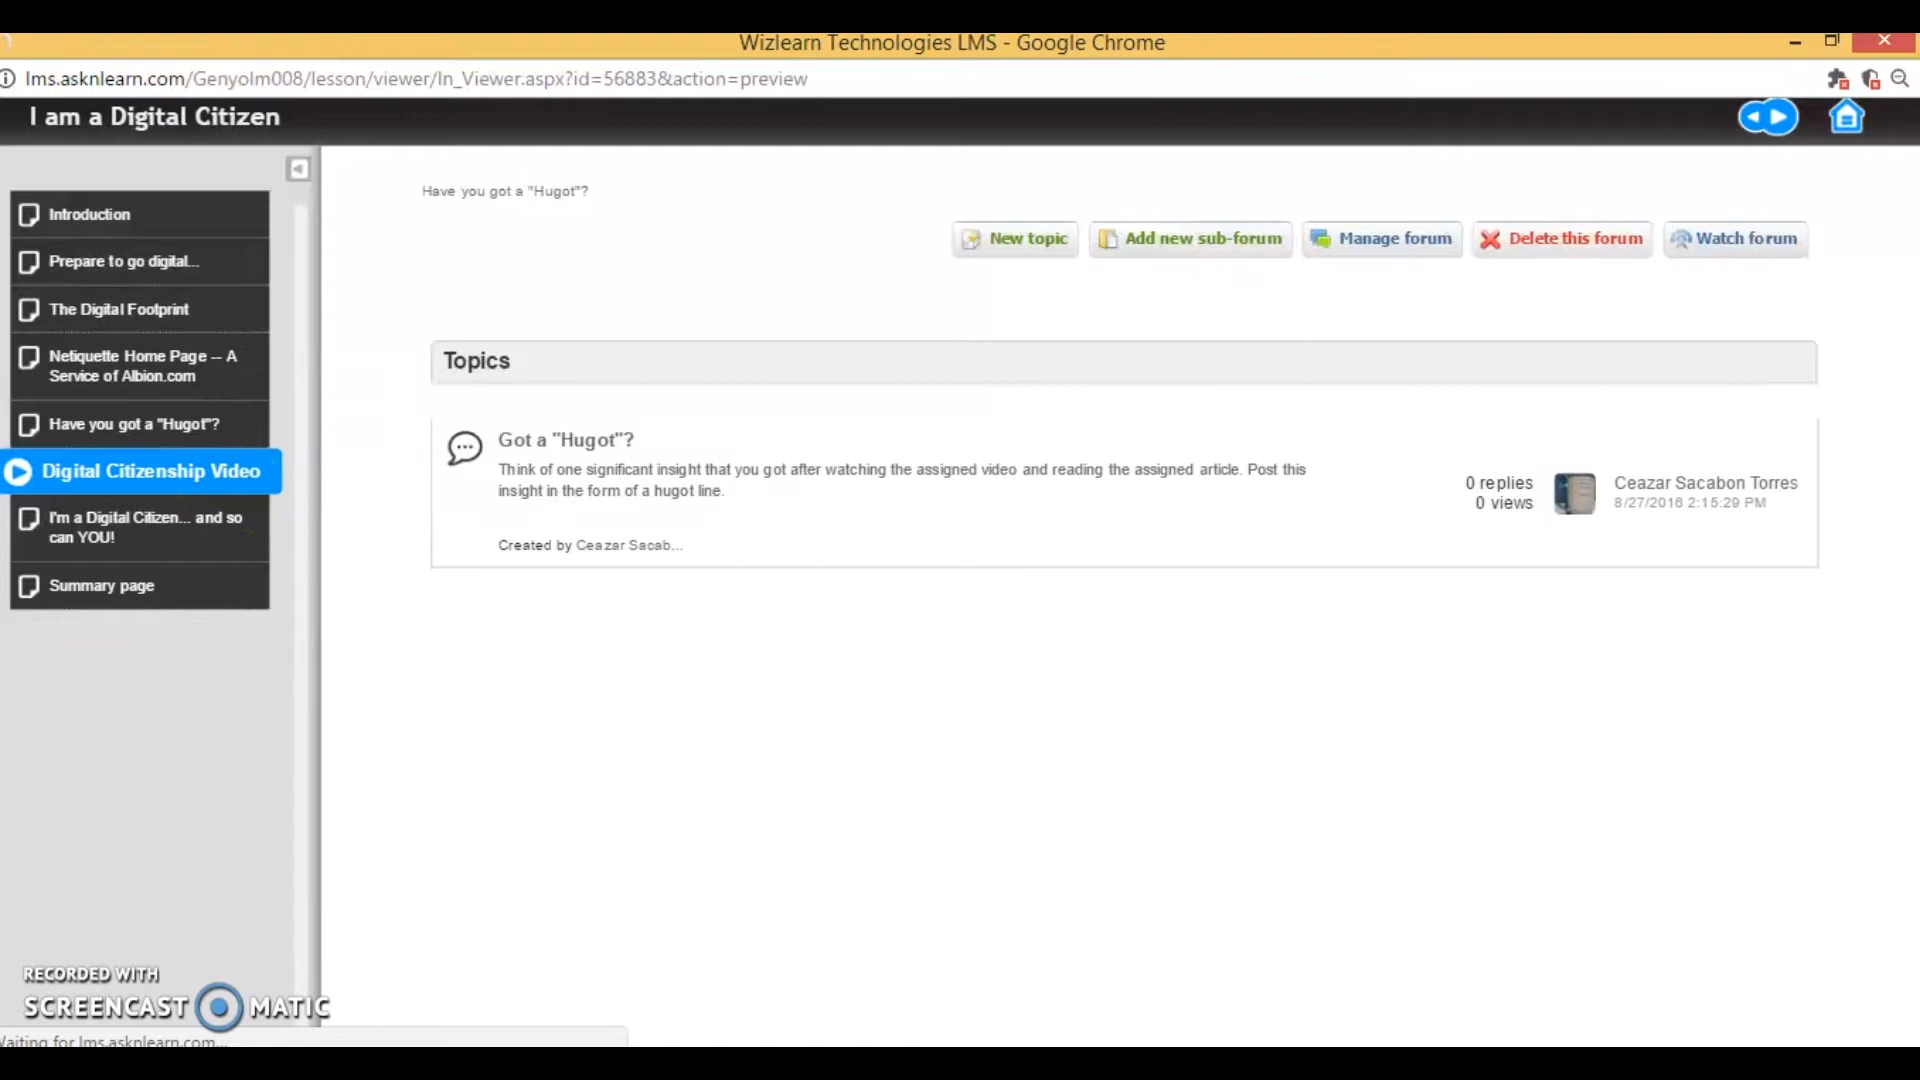 Wizlearn Technologies LMS - Google Chrome
lms.asknlearn.com/Genyolm008/lesson/viewer/ln_Viewer.aspx?id=56883&action=preview
I am a Digital Citizen
Introduction
Prepare to go digital...
The Digital Footprint
Netiquette Home Page -- A
Service of Albion.com
Have you got a "Hugot"?
Digital Citizenship Video
I'm a Digital Citizen... and so
can YOU!
Summary page
Have you got a "Hugot"?
New topic Add new sub-forum Manage forum Delete this forum Watch forum
Topics
Got a "Hugot"?
Think of one significant insight that you got after watching the assigned video and reading the assigned article. Post this
insight in the form of a hugot line.
Created by Ceazar Sacab...
0 replies
0 views
Ceazar Sacabon Torres
8/27/2016 2:15:29 PM
RECORDED WITH
SCREENCAST MATIC
Waiting for lms.asknlearn.com...